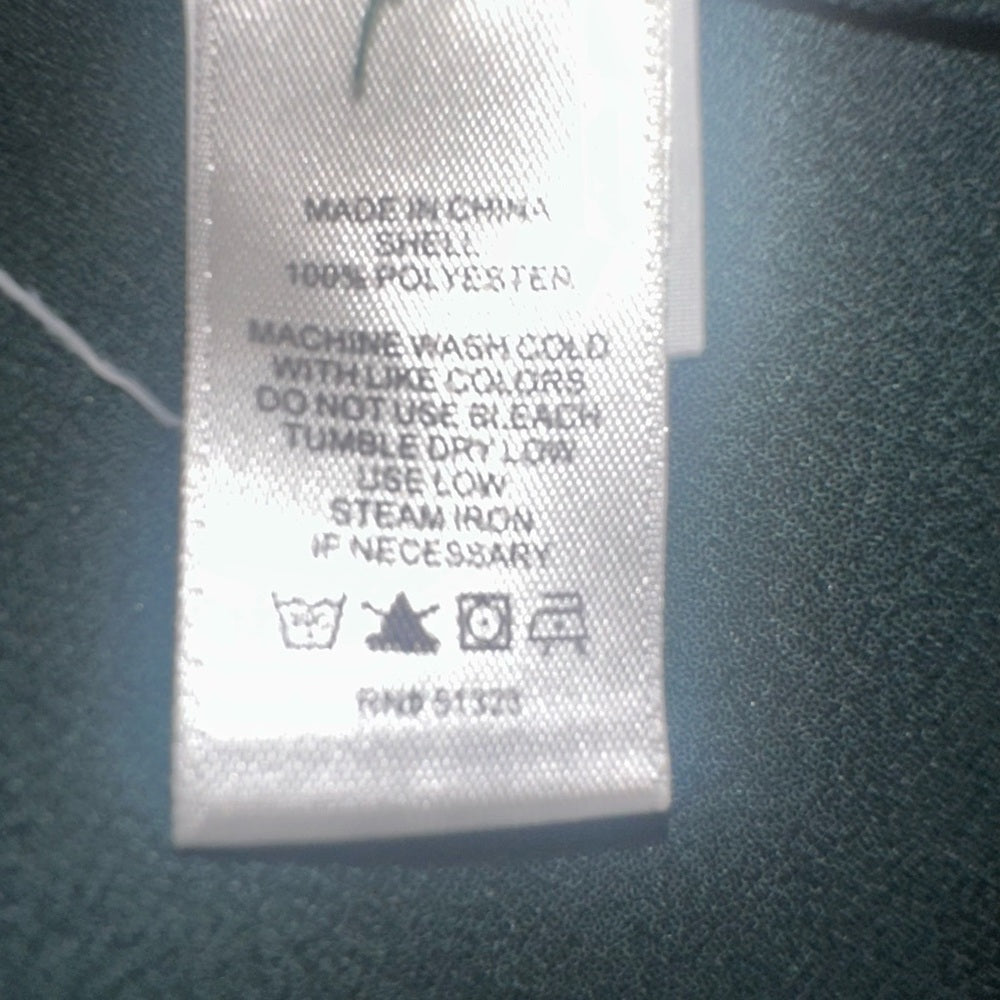 MADE IN CHINA
SHELL
100% POLYESTER
MACHINE WASH COLD
WITH LIKE COLORS
DO NOT USE BLEACH
TUMBLE DRY LOW
USE LOW
STEAM IRON
IF NECESSARY
30C
RN# 51323